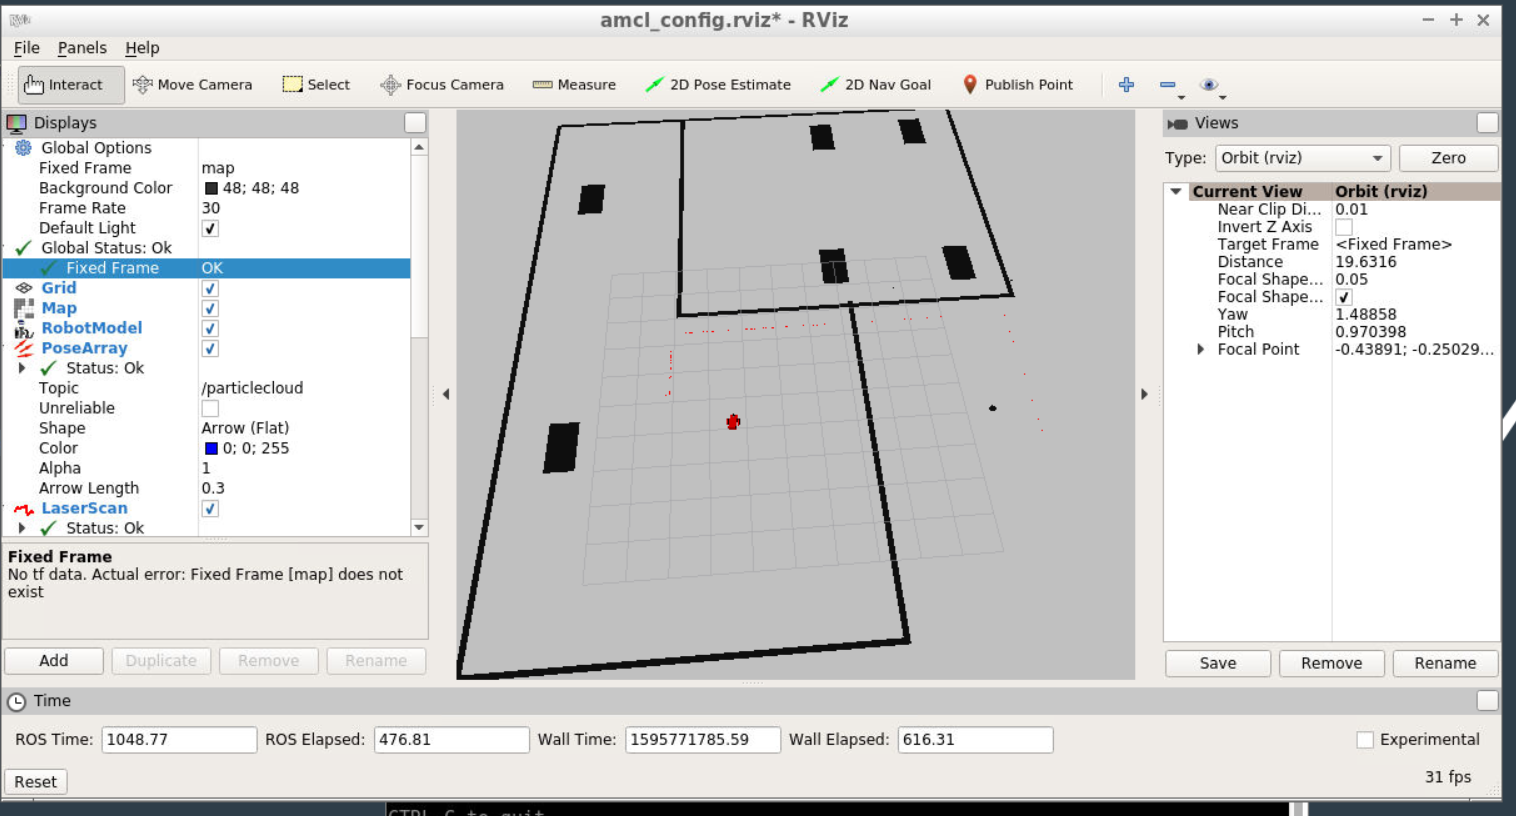 RViz
amcl_config.rviz* - RViz
File Panels Help
Interact Move Camera Select Focus Camera Measure 2D Pose Estimate 2D Nav Goal Publish Point
Displays
Global Options
Fixed Frame map
Background Color 48; 48; 48
Frame Rate 30
Default Light
Global Status: Ok
Fixed Frame OK
Grid
Map
RobotModel
PoseArray
Status: Ok
Topic /particlecloud
Unreliable
Shape Arrow (Flat)
Color 0; 0; 255
Alpha 1
Arrow Length 0.3
LaserScan
Status: Ok
Fixed Frame
No tf data. Actual error: Fixed Frame [map] does not
exist
Add Duplicate Remove Rename
Views
Type: Orbit (rviz) Zero
Current View Orbit (rviz)
Near Clip Di... 0.01
Invert Z Axis
Target Frame <Fixed Frame>
Distance 19.6316
Focal Shape... 0.05
Focal Shape...
Yaw 1.48858
Pitch 0.970398
Focal Point -0.43891; -0.25029...
Save Remove Rename
Time
ROS Time: 1048.77 ROS Elapsed: 476.81 Wall Time: 1595771785.59 Wall Elapsed: 616.31 Experimental
Reset 31 fps
CTRL-C to quit